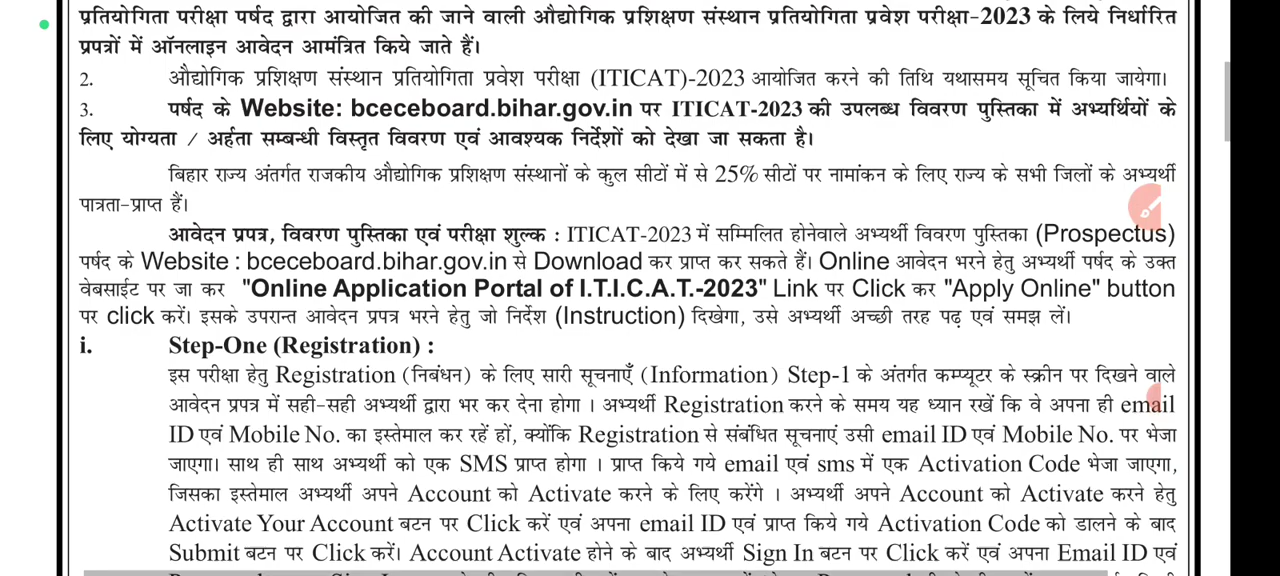 प्रतियोगिता परीक्षा पर्षद द्वारा आयोजित की जाने वाली औद्योगिक प्रशिक्षण संस्थान प्रतियोगिता प्रवेश परीक्षा-2023 के लिये निर्धारित
प्रपत्रों में ऑनलाइन आवेदन आमंत्रित किये जाते हैं।
2. औद्योगिक प्रशिक्षण संस्थान प्रतियोगिता प्रवेश परीक्षा (ITICAT)-2023 आयोजित करने की तिथि यथासमय सूचित किया जायेगा।
3. पर्षद के Website: bceceboard.bihar.gov.in पर ITICAT-2023 की उपलब्ध विवरण पुस्तिका में अभ्यर्थियों के
लिए योग्यता / अर्हता सम्बन्धी विस्तृत विवरण एवं आवश्यक निर्देशों को देखा जा सकता है।
बिहार राज्य अंतर्गत राजकीय औद्योगिक प्रशिक्षण संस्थानों के कुल सीटों में से 25% सीटों पर नामांकन के लिए राज्य के सभी जिलों के अभ्यर्थी
पात्रता-प्राप्त हैं।
आवेदन प्रपत्र, विवरण पुस्तिका एवं परीक्षा शुल्क : ITICAT-2023 में सम्मिलित होनेवाले अभ्यर्थी विवरण पुस्तिका (Prospectus)
पर्षद के Website : bceceboard.bihar.gov.in से Download कर प्राप्त कर सकते हैं। Online आवेदन भरने हेतु अभ्यर्थी पर्षद के उक्त
वेबसाईट पर जा कर "Online Application Portal of I.T.I.C.A.T.-2023" Link पर Click कर "Apply Online" button
पर click करें। इसके उपरान्त आवेदन प्रपत्र भरने हेतु जो निर्देश (Instruction) दिखेगा, उसे अभ्यर्थी अच्छी तरह पढ़ एवं समझ लें।
i. Step-One (Registration) :
इस परीक्षा हेतु Registration (निबंधन) के लिए सारी सूचनाएँ (Information) Step-1 के अंतर्गत कम्प्यूटर के स्क्रीन पर दिखने वाले
आवेदन प्रपत्र में सही-सही अभ्यर्थी द्वारा भर कर देना होगा । अभ्यर्थी Registration करने के समय यह ध्यान रखें कि वे अपना ही email
ID एवं Mobile No. का इस्तेमाल कर रहें हों, क्योंकि Registration से संबंधित सूचनाएं उसी email ID एवं Mobile No. पर भेजा
जाएगा। साथ ही साथ अभ्यर्थी को एक SMS प्राप्त होगा । प्राप्त किये गये email एवं sms में एक Activation Code भेजा जाएगा,
जिसका इस्तेमाल अभ्यर्थी अपने Account को Activate करने के लिए करेंगे । अभ्यर्थी अपने Account को Activate करने हेतु
Activate Your Account बटन पर Click करें एवं अपना email ID एवं प्राप्त किये गये Activation Code को डालने के बाद
Submit बटन पर Click करें। Account Activate होने के बाद अभ्यर्थी Sign In बटन पर Click करें एवं अपना Email ID एवं